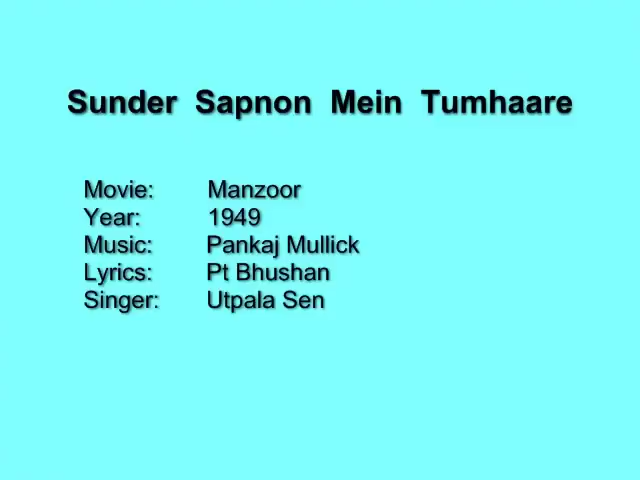 Sunder Sapnon Mein Tumhaare
Movie: Manzoor
Year: 1949
Music: Pankaj Mullick
Lyrics: Pt Bhushan
Singer: Utpala Sen